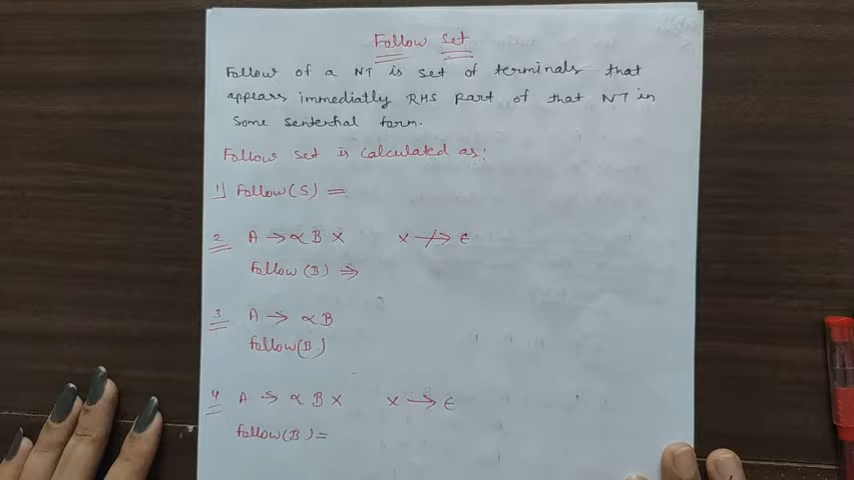 Follow Set
Follow of a NT is set of terminals that
appears immediatly RHS part of that NT in
some sentential form.
Follow set is calculated as:
1) Follow(S) =
2 A → α B X X ↛ ϵ
Follow (B) ⇒
3 A → α B
Follow(B)
4 A → α B X X → ϵ
Follow(B) =